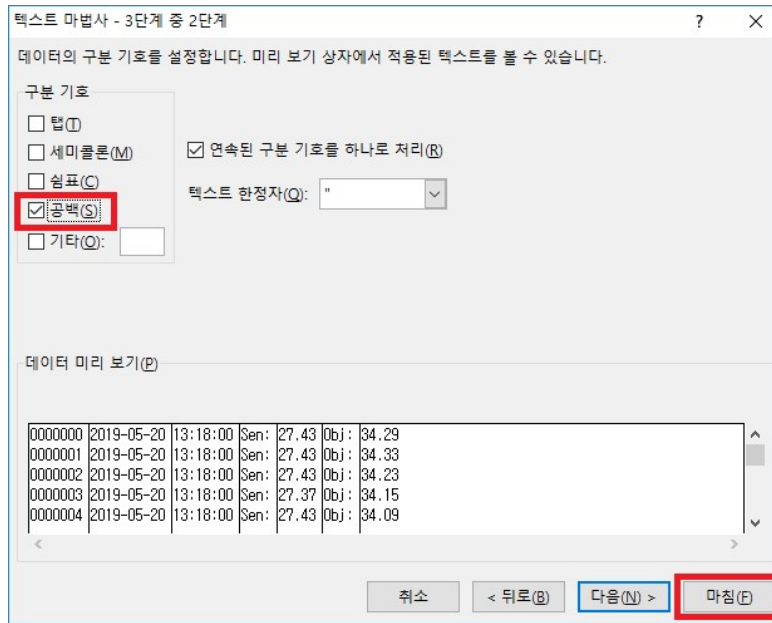 텍스트 마법사 - 3단계 중 2단계
데이터의 구분 기호를 설정합니다. 미리 보기 상자에서 적용된 텍스트를 볼 수 있습니다.
구분 기호
탭(T)
세미콜론(M)
연속된 구분 기호를 하나로 처리(R)
쉼표(C)
텍스트 한정자(Q): "
공백(S)
기타(O):
데이터 미리 보기(P)
0000000 2019-05-20 13:18:00 Sen: 27.43 Obj: 34.29
0000001 2019-05-20 13:18:00 Sen: 27.43 Obj: 34.33
0000002 2019-05-20 13:18:00 Sen: 27.43 Obj: 34.23
0000003 2019-05-20 13:18:00 Sen: 27.37 Obj: 34.15
0000004 2019-05-20 13:18:00 Sen: 27.43 Obj: 34.09
취소 < 뒤로(B) 다음(N) > 마침(F)